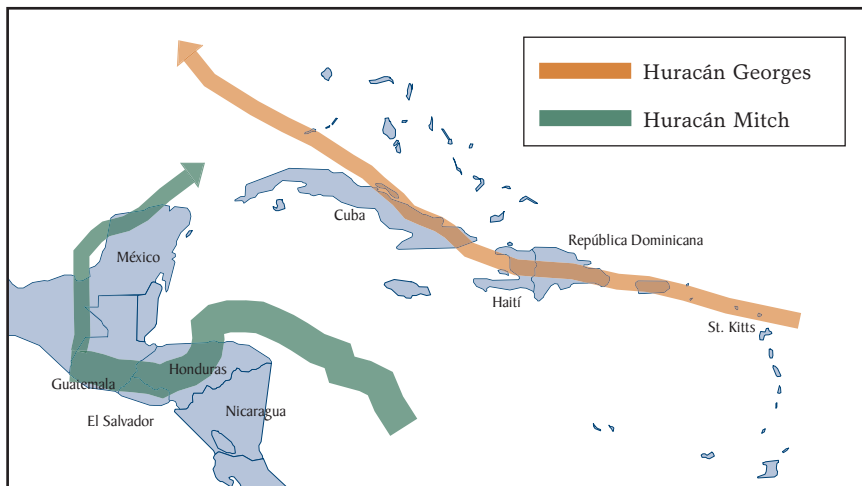 Huracán Georges
Huracán Mitch
Cuba
República Dominicana
México
Haití
St. Kitts
Honduras
Guatemala
Nicaragua
El Salvador